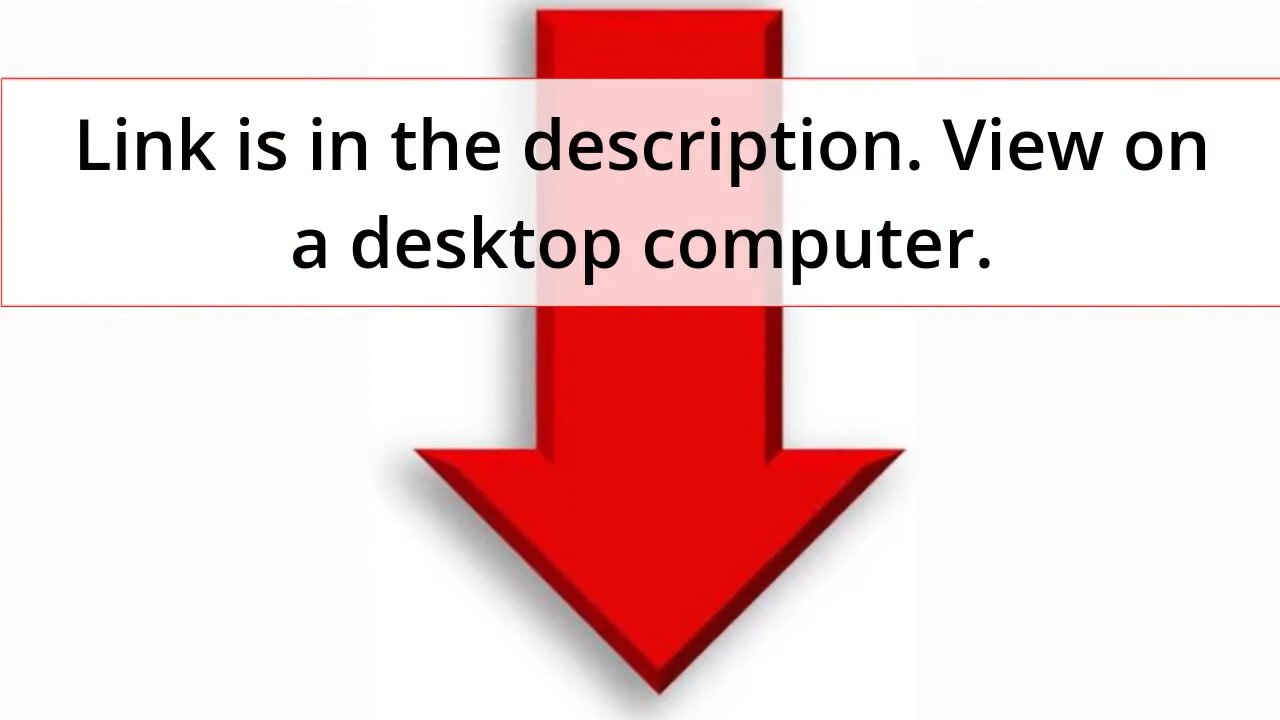 Link is in the description. View on
a desktop computer.